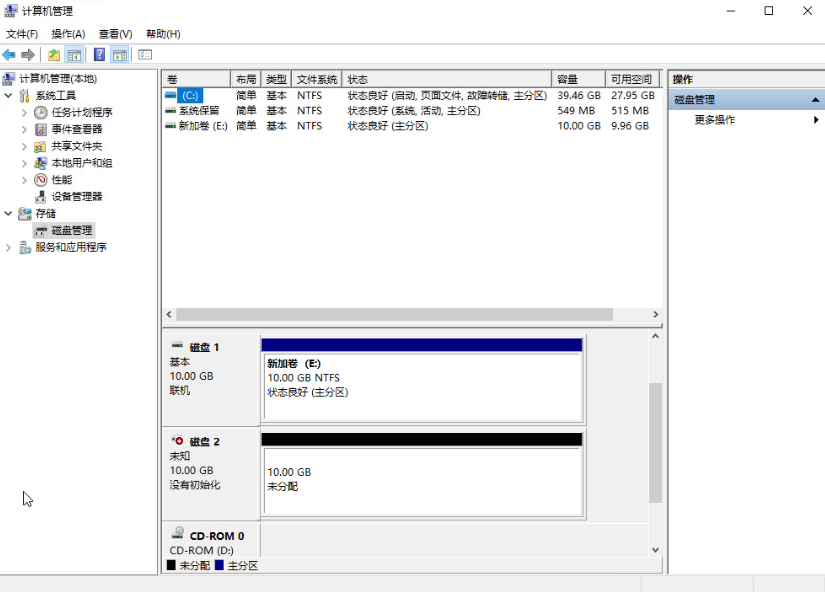 计算机管理
文件(F) 操作(A) 查看(V) 帮助(H)
计算机管理(本地)
系统工具
任务计划程序
事件查看器
共享文件夹
本地用户和组
性能
设备管理器
存储
磁盘管理
服务和应用程序
卷 布局 类型 文件系统 状态 容量 可用空间
(C:) 简单 基本 NTFS 状态良好 (启动, 页面文件, 故障转储, 主分区) 39.46 GB 27.95 GB
系统保留 简单 基本 NTFS 状态良好 (系统, 活动, 主分区) 549 MB 515 MB
新加卷 (E:) 简单 基本 NTFS 状态良好 (主分区) 10.00 GB 9.96 GB
磁盘 1
基本
10.00 GB
联机
新加卷 (E:)
10.00 GB NTFS
状态良好 (主分区)
磁盘 2
未知
10.00 GB
没有初始化
10.00 GB
未分配
CD-ROM 0
CD-ROM (D:)
未分配 主分区
操作
磁盘管理
更多操作